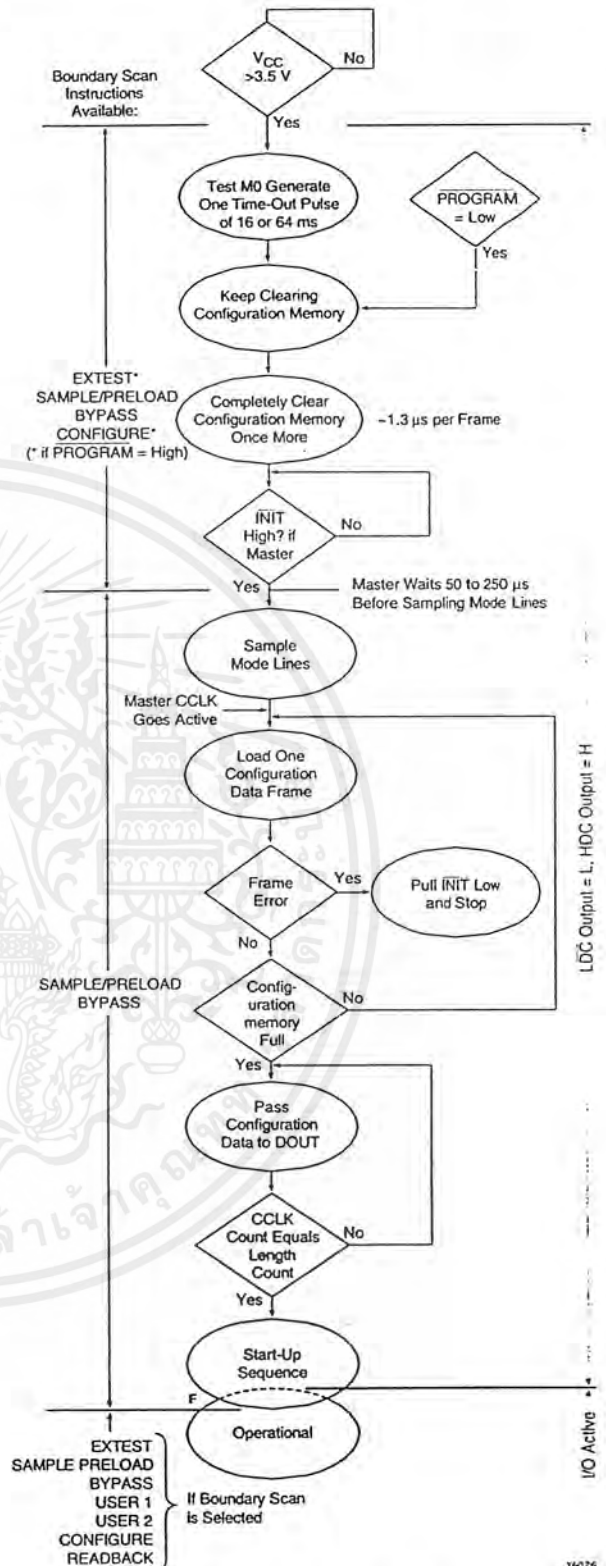 VCC
>3.5 V
No
Boundary Scan
Instructions
Available:
Yes
Test M0 Generate
One Time-Out Pulse
of 16 or 64 ms
PROGRAM
= Low
Yes
Keep Clearing
Configuration Memory
EXTEST*
SAMPLE/PRELOAD
BYPASS
CONFIGURE*
(* if PROGRAM = High)
Completely Clear
Configuration Memory
Once More
~1.3 µs per Frame
INIT
High? if
Master
No
Yes
Master Waits 50 to 250 µs
Before Sampling Mode Lines
Sample
Mode Lines
Master CCLK
Goes Active
Load One
Configuration
Data Frame
LDC Output = L, HDC Output = H
Frame
Error
Yes
Pull INIT Low
and Stop
No
SAMPLE/PRELOAD
BYPASS
Config-
uration
memory
Full
No
Yes
Pass
Configuration
Data to DOUT
CCLK
Count Equals
Length
Count
No
Yes
Start-Up
Sequence
F
Operational
I/O Active
EXTEST
SAMPLE PRELOAD
BYPASS
USER 1
USER 2
CONFIGURE
READBACK
If Boundary Scan
is Selected